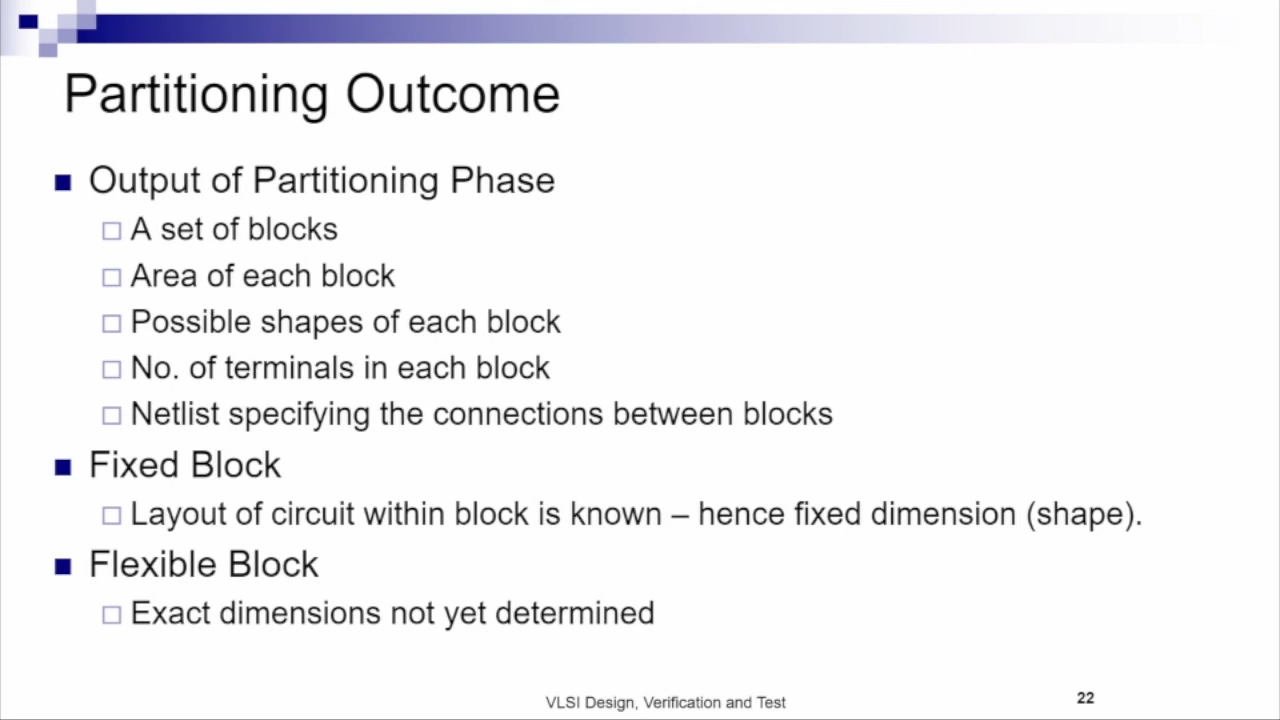 Partitioning Outcome
Output of Partitioning Phase
A set of blocks
Area of each block
Possible shapes of each block
No. of terminals in each block
Netlist specifying the connections between blocks
Fixed Block
Layout of circuit within block is known – hence fixed dimension (shape).
Flexible Block
Exact dimensions not yet determined
VLSI Design, Verification and Test
22